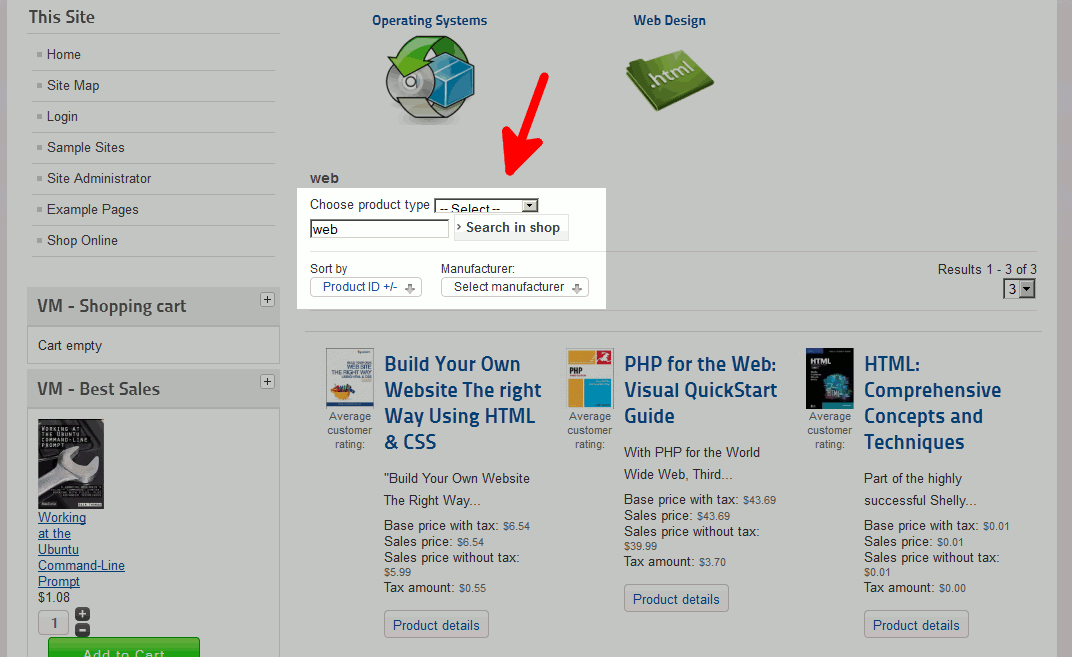 This Site
Home
Site Map
Login
Sample Sites
Site Administrator
Example Pages
Shop Online
VM - Shopping cart
+
Cart empty
VM - Best Sales
+
WORKING AT
THE UBUNTU
COMMAND-LINE
PROMPT
Working
at the
Ubuntu
Command-Line
Prompt
$1.08
1
+
Add to Cart
Operating Systems
Web Design
.html
web
Choose product type
-- Select --
web
› Search in shop
Sort by
Product ID +/-
Manufacturer:
Select manufacturer
Results 1 - 3 of 3
3
Average
customer
rating:
Build Your Own
Website The right
Way Using HTML
& CSS
"Build Your Own Website
The Right Way...
Base price with tax: $6.54
Sales price: $6.54
Sales price without tax:
$5.99
Tax amount: $0.55
Product details
PHP
Average
customer
rating:
PHP for the Web:
Visual QuickStart
Guide
With PHP for the World
Wide Web, Third...
Base price with tax: $43.69
Sales price: $43.69
Sales price without tax:
$39.99
Tax amount: $3.70
Product details
HTML
Average
customer
rating:
HTML:
Comprehensive
Concepts and
Techniques
Part of the highly
successful Shelly...
Base price with tax: $0.01
Sales price: $0.01
Sales price without tax:
$0.01
Tax amount: $0.00
Product details